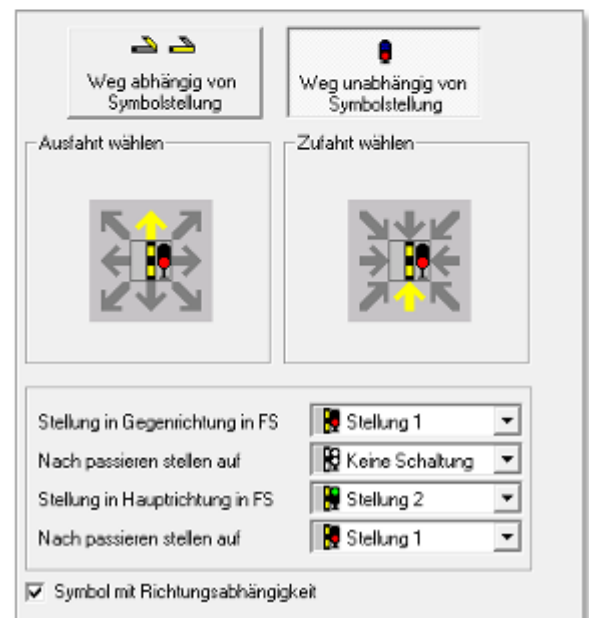 Weg abhängig von
Symbolstellung
Weg unabhängig von
Symbolstellung
Ausfahrt wählen
Zufahrt wählen
Stellung in Gegenrichtung in FS
Stellung 1
Nach passieren stellen auf
Keine Schaltung
Stellung in Hauptrichtung in FS
Stellung 2
Nach passieren stellen auf
Stellung 1
Symbol mit Richtungsabhängigkeit